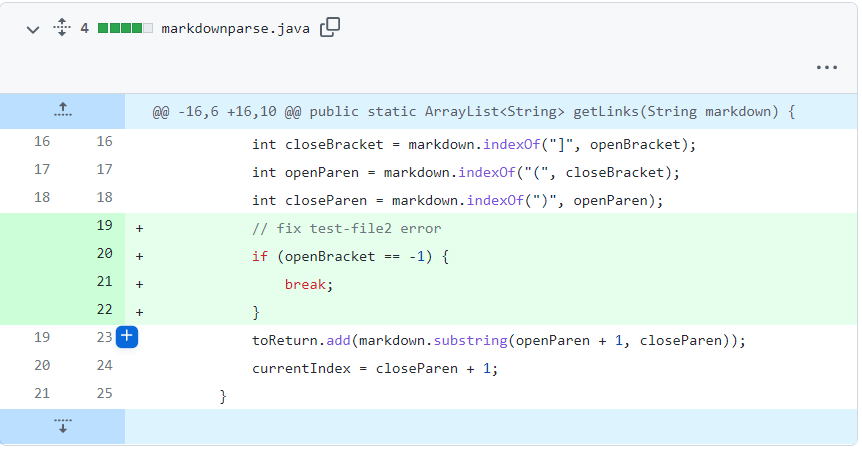 4 markdownparse.java
@@ -16,6 +16,10 @@ public static ArrayList<String> getLinks(String markdown) {
16 16 int closeBracket = markdown.indexOf("]", openBracket);
17 17 int openParen = markdown.indexOf("(", closeBracket);
18 18 int closeParen = markdown.indexOf(")", openParen);
19 + // fix test-file2 error
20 + if (openBracket == -1) {
21 + break;
22 + }
19 23 toReturn.add(markdown.substring(openParen + 1, closeParen));
20 24 currentIndex = closeParen + 1;
21 25 }